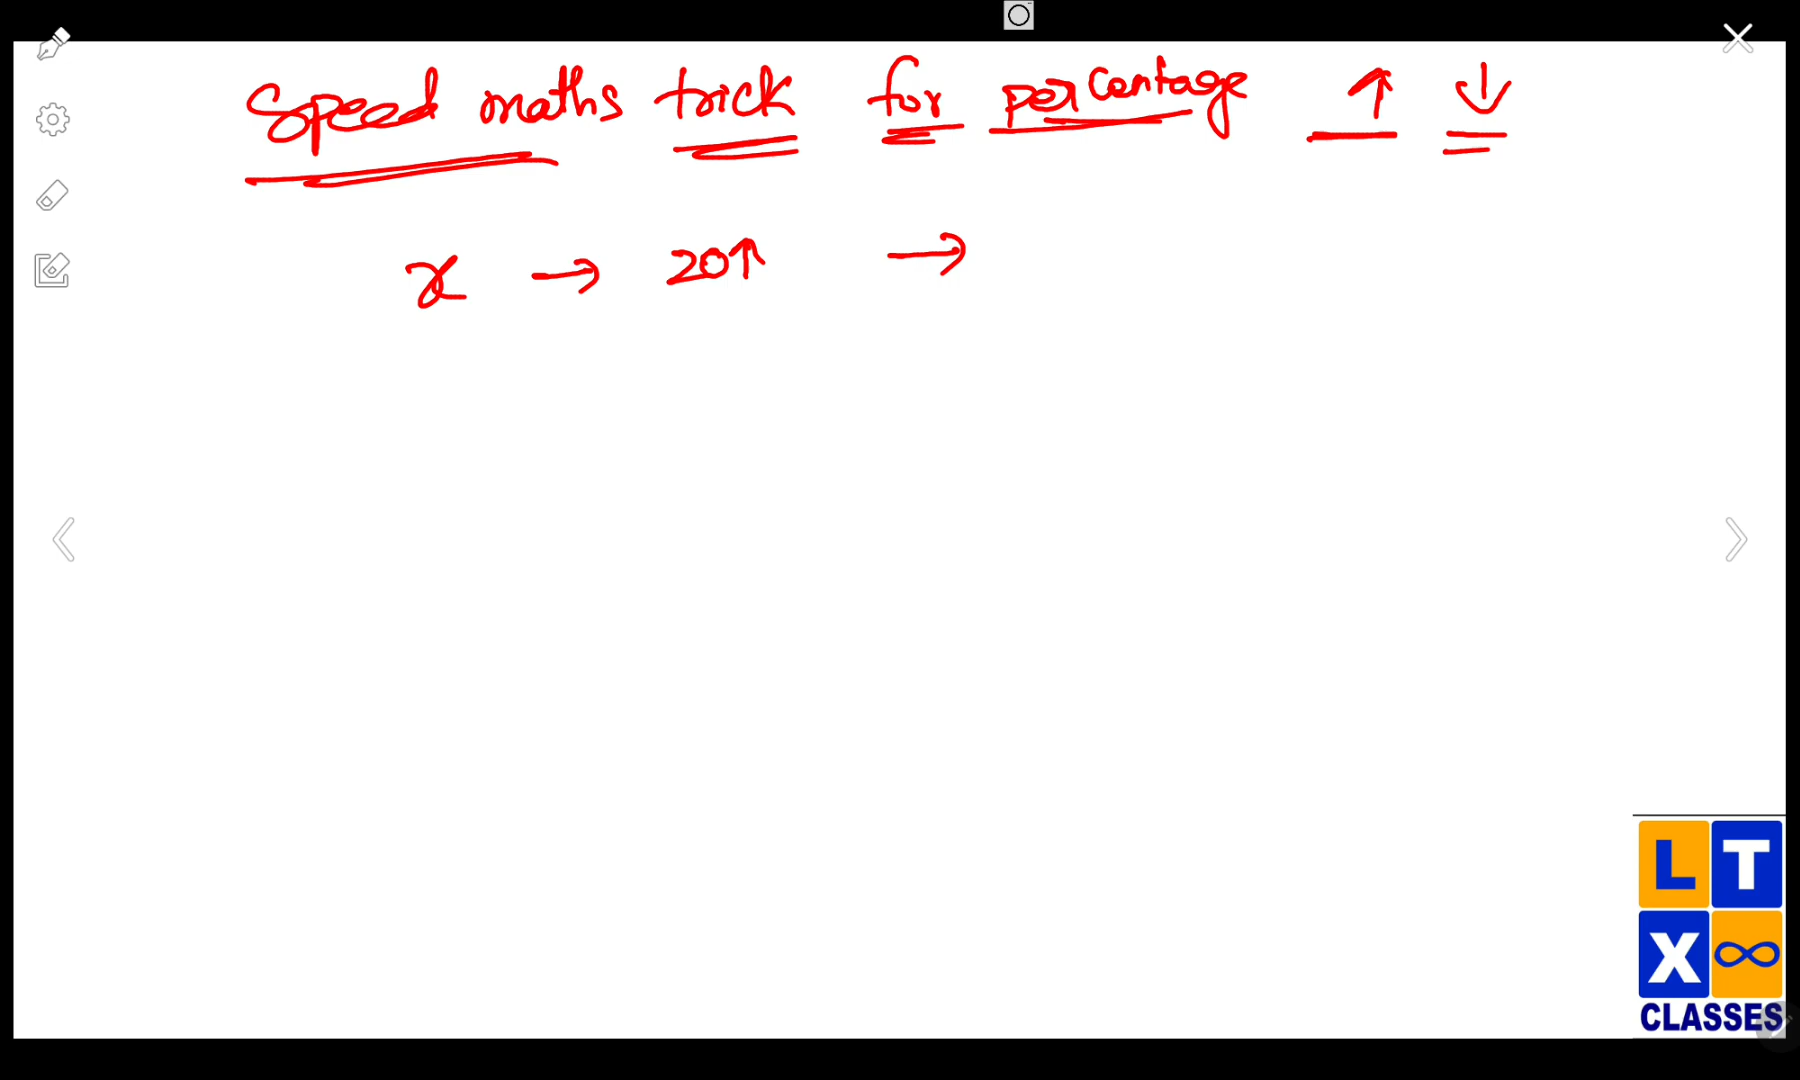 Speed maths trick for percentage ↑ ↓
x → 20↑ →
L T
X ∞
CLASSES